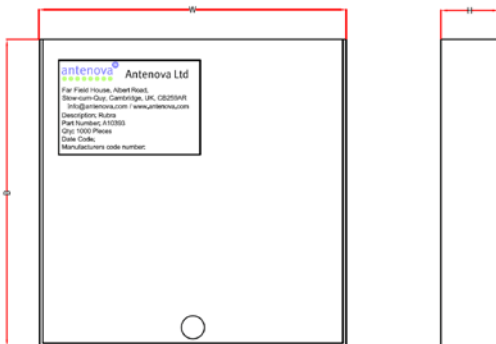 W
H
antenova
Antenova Ltd
Far Field House, Albert Road,
Stow-cum-Quy, Cambridge, UK, CB259AR
info@antenova.com / www.antenova.com
Description: Rubra
Part Number: A10393
Qty: 1000 Pieces
Date Code:
Manufacturers code number:
D